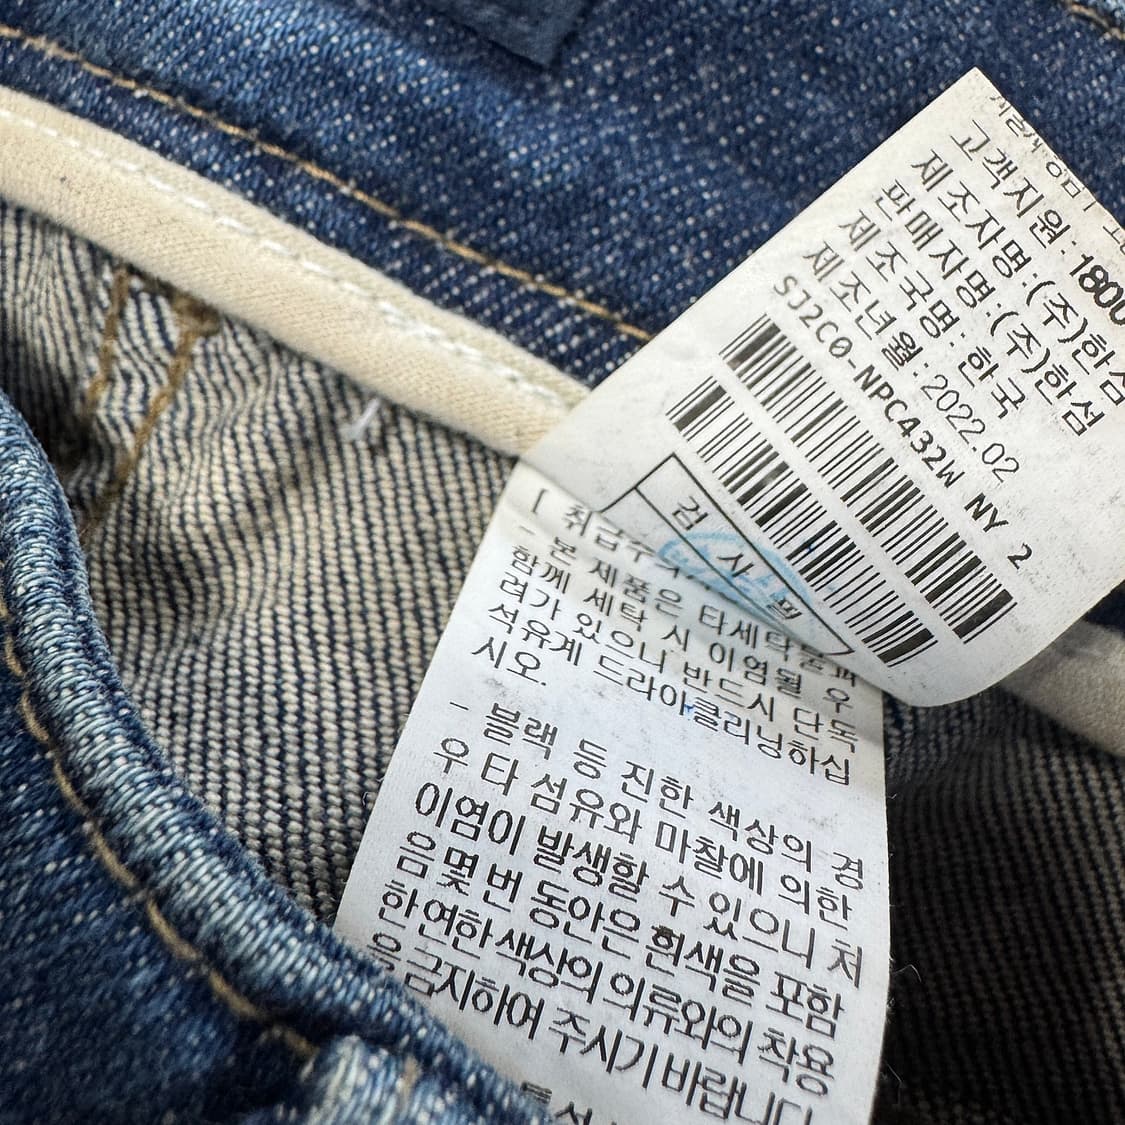 고객지원 : 1800
제조자명 : (주)한섬
판매자명 : (주)한섬
제조국명 : 한국
제조년월 : 2022.02
SJ2C0-NPC432W NY 2
검 사 필
[ 취급주
- 본 제품은 타세탁물과
함께 세탁 시 이염될 우
려가 있으니 반드시 단독
석유계 드라이클리닝하십
시오.
- 블랙 등 진한 색상의 경
우 타 섬유와 마찰에 의한
이염이 발생할 수 있으니 처
음 몇 번 동안은 흰색을 포함
한 연한 색상의 의류와의 착용
을 금지하여 주시기 바랍니다